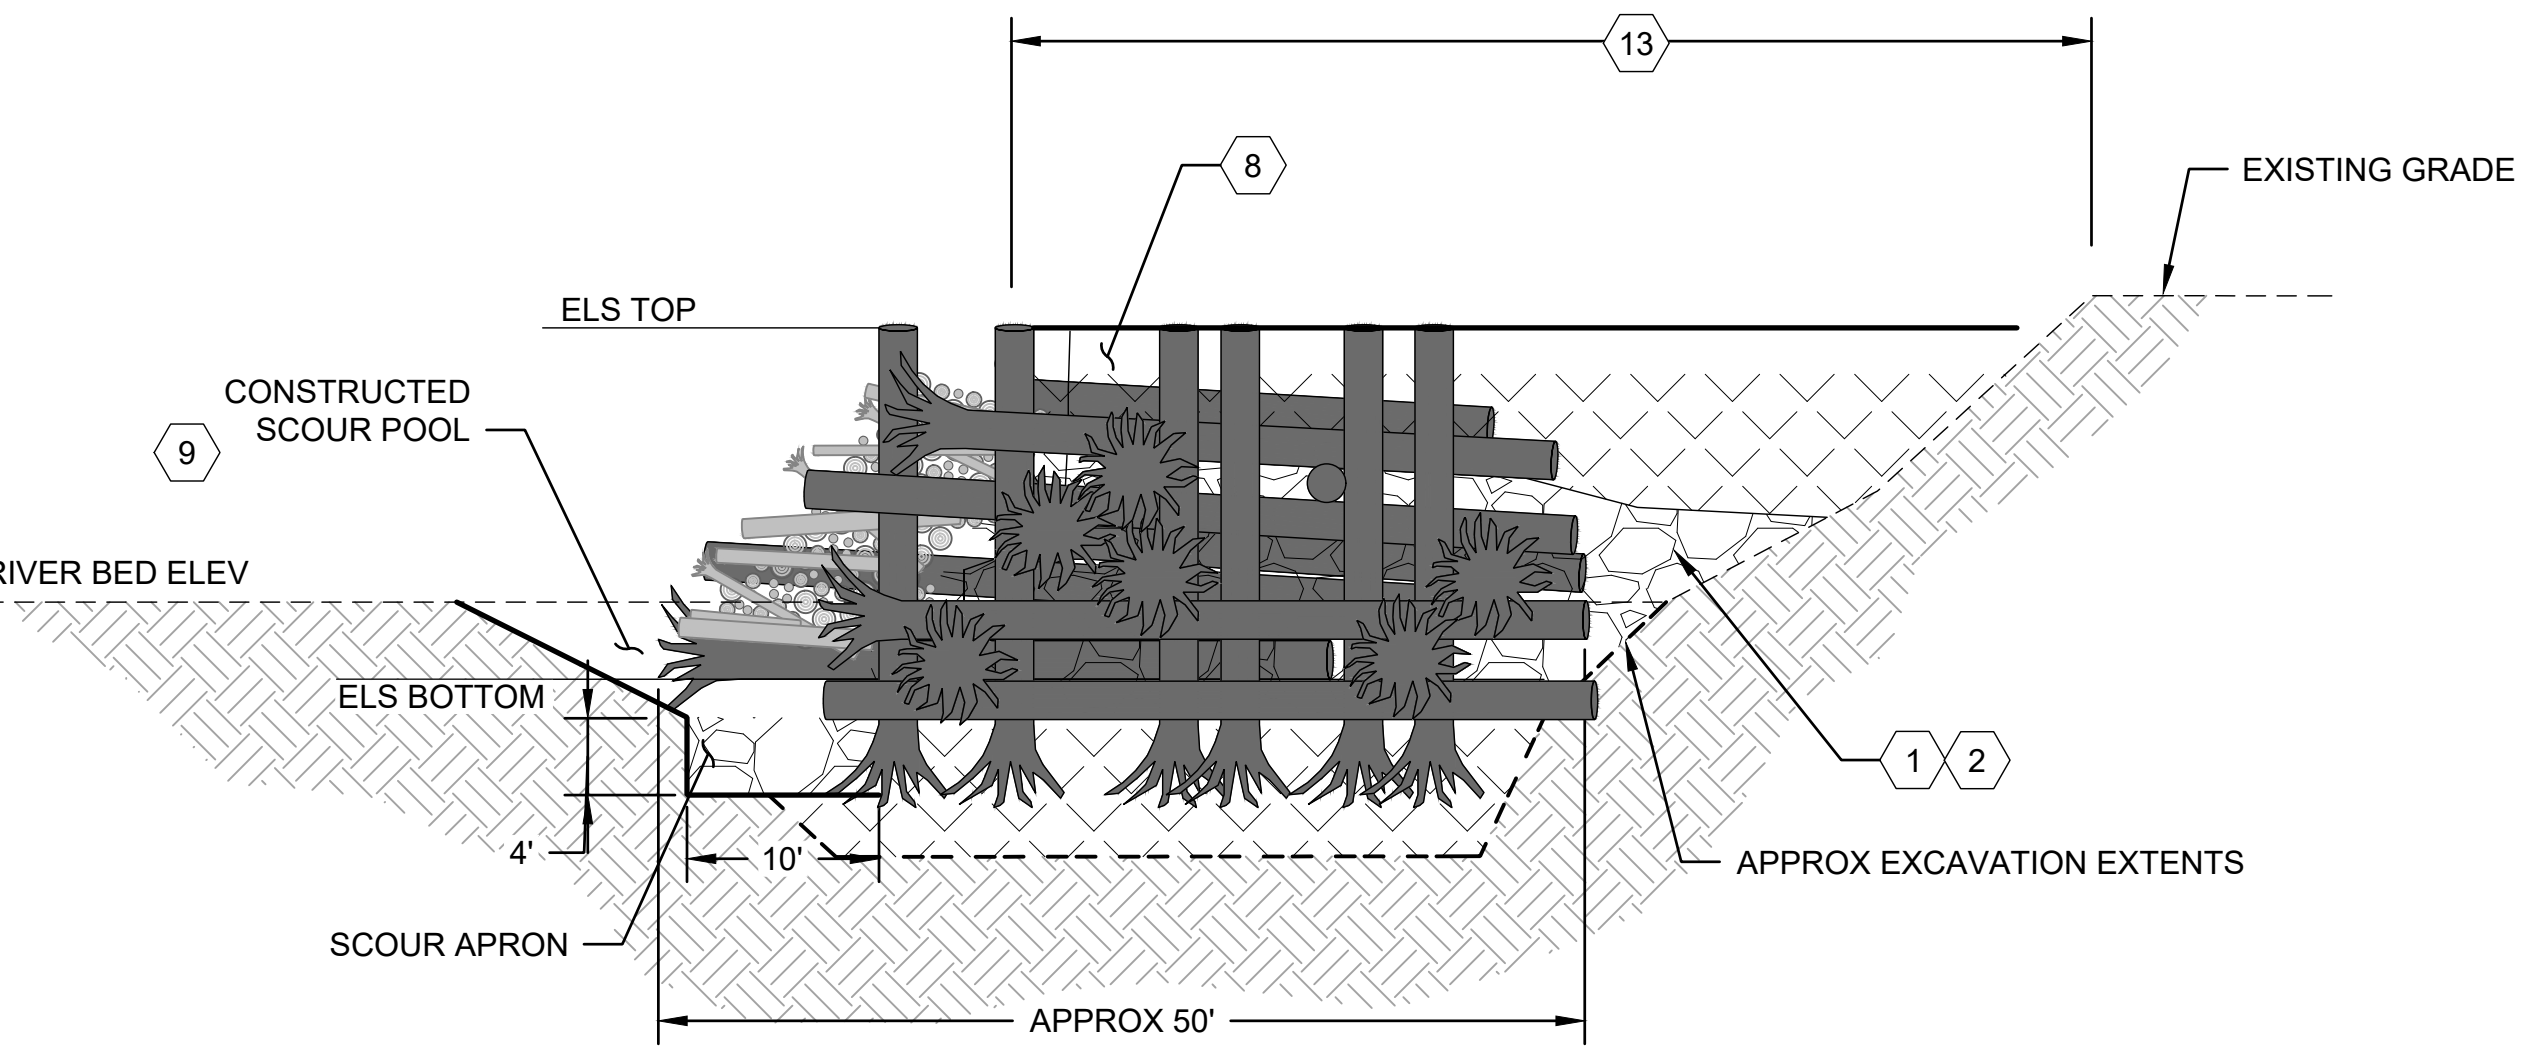 13
8
EXISTING GRADE
ELS TOP
CONSTRUCTED
SCOUR POOL
9
RIVER BED ELEV
ELS BOTTOM
1 2
4'
10'
APPROX EXCAVATION EXTENTS
SCOUR APRON
APPROX 50'